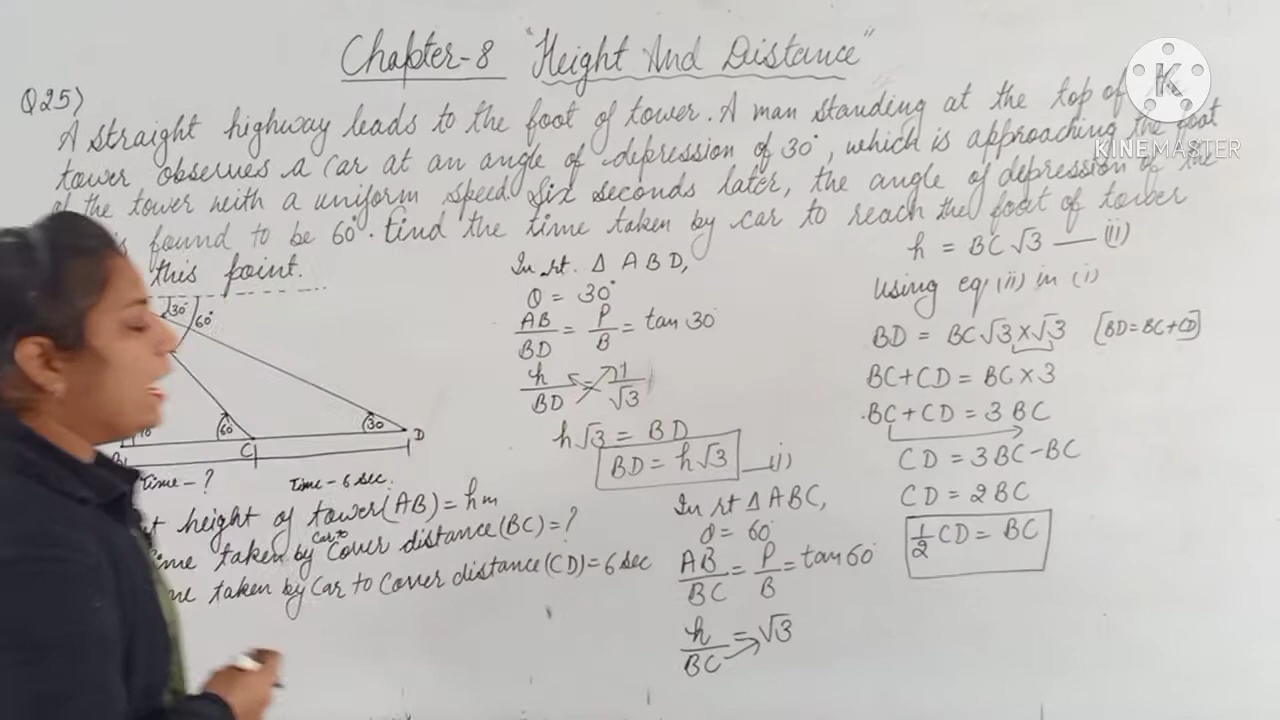 Chapter-8 "Height And Distance"
Q25)
A straight highway leads to the foot of tower. A man standing at the top of
tower observes a car at an angle of depression of 30°, which is approaching the foot
of the tower with a uniform speed. Six seconds later, the angle of depression of the
found to be 60°. Find the time taken by car to reach the foot of tower
this point.
30°
60°
60
C
30
D
Time-?
Time-6 sec.
height of tower(AB) = hm
taken by Car to Cover distance (BC) = ?
taken by Car to Cover distance (CD) = 6 sec
In rt. Δ ABD,
θ = 30°
AB/BD = P/B = tan 30°
h/BD = 1/√3
h√3 = BD
BD = h√3 —(i)
In rt Δ ABC,
θ = 60°
AB/BC = P/B = tan 60°
h/BC = √3
h = BC√3 — (ii)
Using eq (ii) in (i)
BD = BC√3 × √3 [BD = BC + CD]
BC + CD = BC × 3
BC + CD = 3 BC
CD = 3BC - BC
CD = 2 BC
1/2 CD = BC
K
KINEMASTER